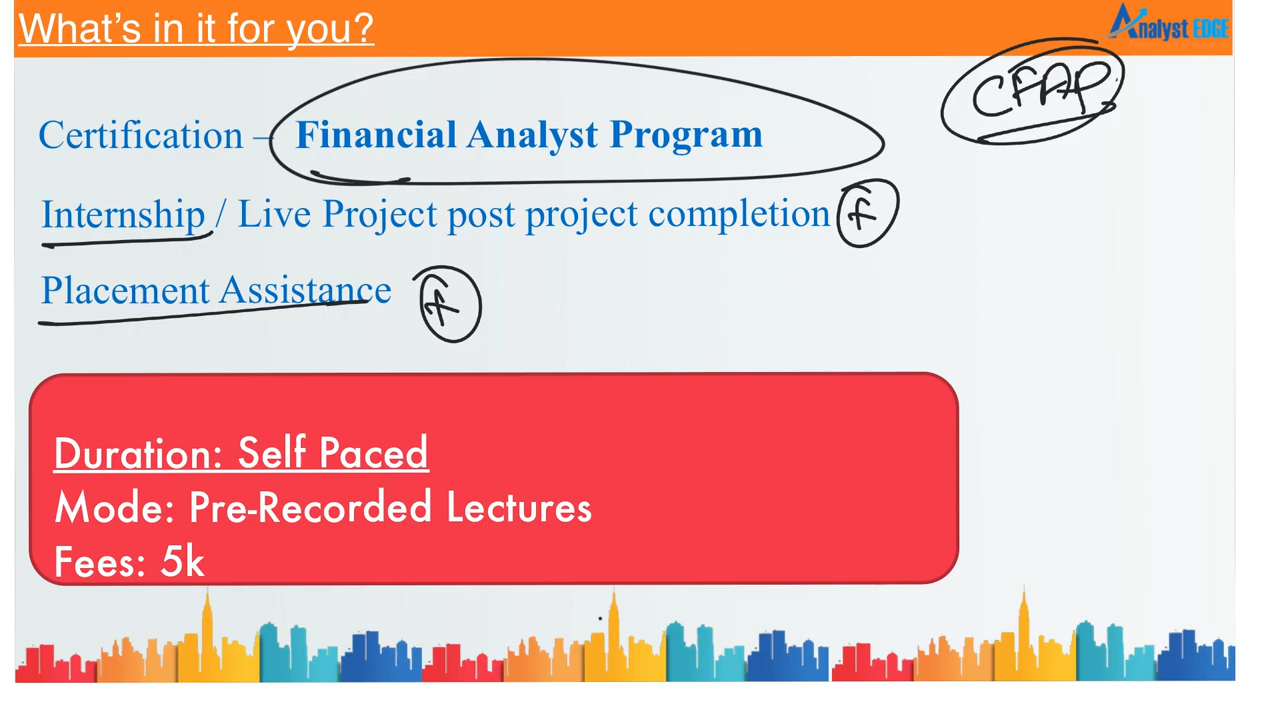 What's in it for you?
Analyst EDGE
CFAP
Certification – Financial Analyst Program
Internship / Live Project post project completion
Placement Assistance
Duration: Self Paced
Mode: Pre-Recorded Lectures
Fees: 5k